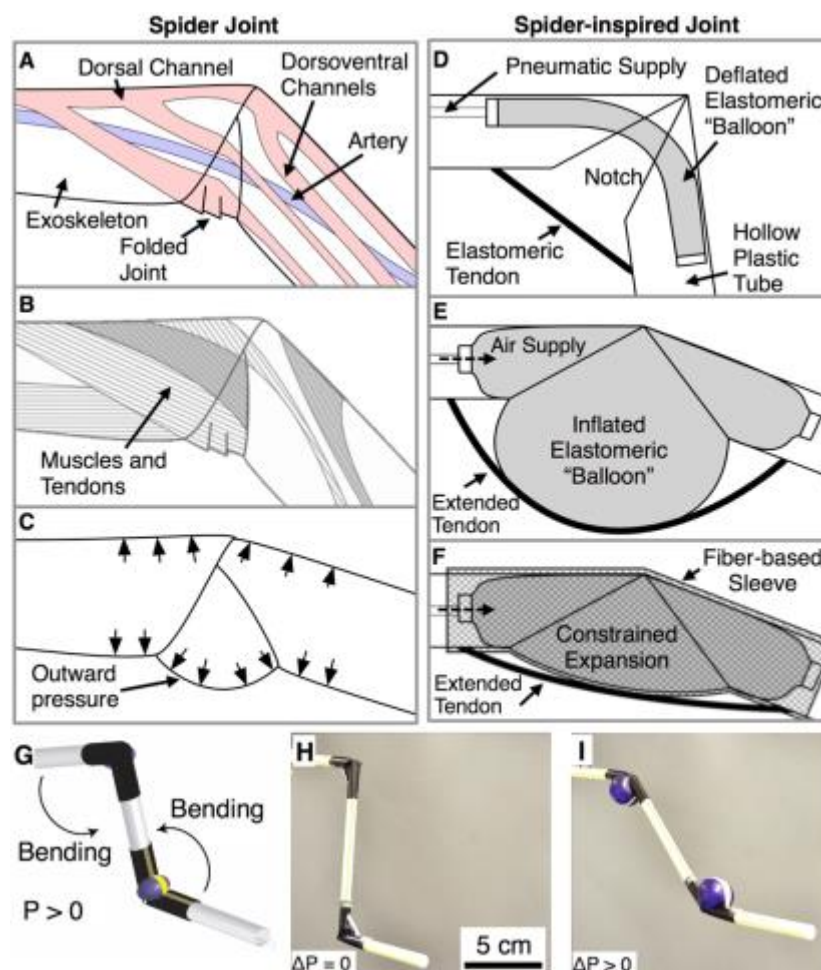 Spider Joint
Spider-inspired Joint
A
Dorsal Channel
Dorsoventral
Channels
Artery
Exoskeleton
Folded
Joint
B
Muscles and
Tendons
C
Outward
pressure
D
Pneumatic Supply
Deflated
Elastomeric
"Balloon"
Notch
Elastomeric
Tendon
Hollow
Plastic
Tube
E
Air Supply
Inflated
Elastomeric
"Balloon"
Extended
Tendon
F
Fiber-based
Sleeve
Constrained
Expansion
Extended
Tendon
G
Bending
Bending
P > 0
H
ΔP = 0
5 cm
I
ΔP > 0